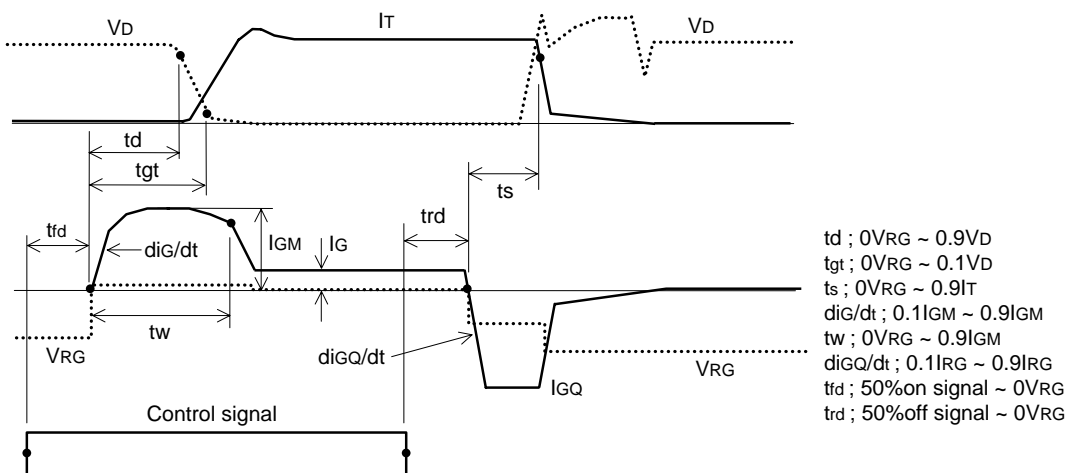 VD
IT
VD
td
tgt
ts
tfd
diG/dt
IGM
IG
trd
tw
VRG
diGQ/dt
IGQ
VRG
Control signal
td ; 0VRG ~ 0.9VD
tgt ; 0VRG ~ 0.1VD
ts ; 0VRG ~ 0.9IT
diG/dt ; 0.1IGM ~ 0.9IGM
tw ; 0VRG ~ 0.9IGM
diGQ/dt ; 0.1IRG ~ 0.9IRG
tfd ; 50%on signal ~ 0VRG
trd ; 50%off signal ~ 0VRG